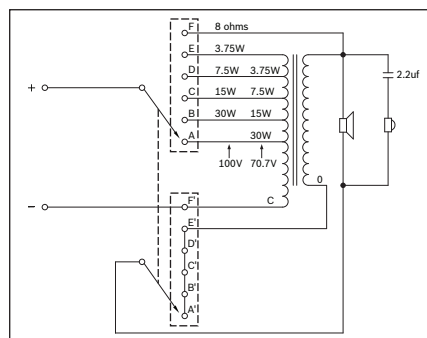 F 8 ohms
E 3.75W
D 7.5W 3.75W
C 15W 7.5W
B 30W 15W
A 30W
100V 70.7V
2.2uf
+
−
F' C 0
E'
D'
C'
B'
A'